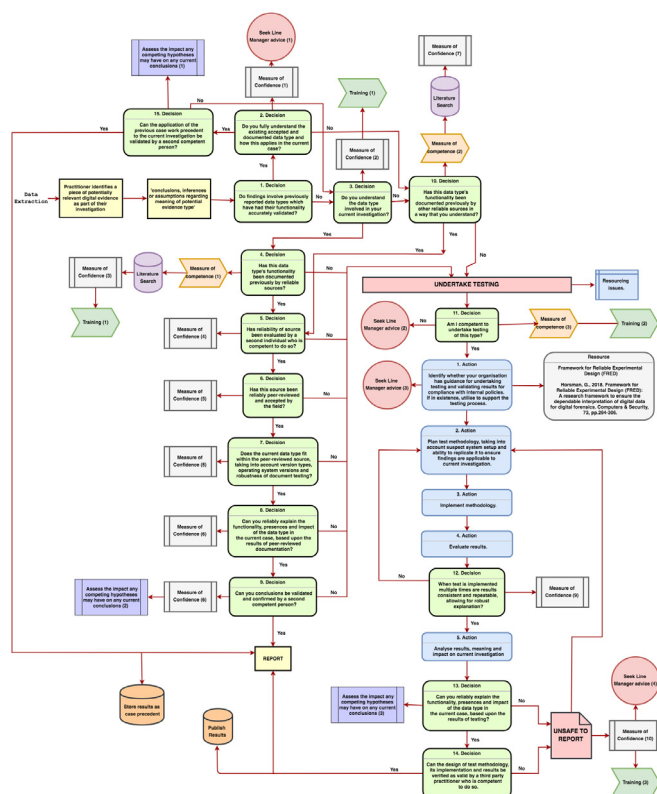 Seek Line
Manager advice (1)
Assess the impact any
competing hypotheses
may have on any current
conclusions (1)
Measure of
Confidence (7)
Measure of
Confidence (1)
Training (1)
Literature
Search
15. Decision
Can the application of the
previous case work precedent
to the current investigation be
validated by a second competent
person?
No
Yes
2. Decision
Do you fully understand the
existing accepted and
documented data type and
how this applies in the current
case?
No
Measure of
Confidence (2)
Measure of
competence (2)
Yes
Data
Extraction
Practitioner identifies a
piece of potentially
relevant digital evidence
as part of their
investigation
'conclusions, inferences
or assumptions regarding
meaning of potential
evidence type'
Yes
1. Decision
Do findings involve previously
reported data types which
have had their functionality
accurately validated?
No
3. Decision
Do you understand
the data type
involved in your
current investigation?
No
10. Decision
Has this data type's
functionality been
documented previously by
other reliable sources in
a way that you understand?
Yes
Yes
No
Measure of
Confidence (3)
Literature
Search
Measure of
competence (1)
4. Decision
Has this data
type's functionality
been documented
previously by reliable
sources?
No
UNDERTAKE TESTING
Resourcing
issues.
Training (1)
Yes
Measure of
Confidence (4)
5. Decision
Has reliability of source
been evaluated by a
second individual who is
competent to do so?
No
Seek Line
Manager advice (2)
No
11. Decision
Am I competent to
undertake testing
of this type?
Measure of
competence (3)
Training (2)
Yes
Yes
Measure of
Confidence (5)
6. Decision
Has this source been
reliably peer-reviewed
and accepted by
the field?
No
Seek Line
Manager advice (3)
1. Action
Identify whether your organisation
has guidance for undertaking
testing and validating results for
compliance with internal policies.
If in existence, utilise to support the
testing process.
Resource
Framework for Reliable Experimental
Design (FRED)
Horsman, G., 2018. Framework for
Reliable Experimental Design (FRED):
A research framework to ensure
the dependable interpretation of digital data
for digital forensics. Computers & Security,
73, pp.294-306.
Yes
Measure of
7. Decision
Does the current data type fit
within the peer-reviewed source,
taking into account version types,
operating system versions and
robustness of document testing?
No
2. Action
Plan test methodology, taking into
account suspect system setup and
ability to replicate it to ensure
findings are applicable to
current investigation.
Yes
Measure of
Confidence (6)
8. Decision
Can you reliably explain the
functionality, presences and impact
of the data type in
the current case, based upon the
results of peer-reviewed
documentation?
No
3. Action
Implement methodology.
4. Action
Evaluate results.
Yes
Assess the impact any
competing hypotheses
may have on any current
conclusions (2)
Measure of
Confidence (6)
9. Decision
Can you conclusions be validated
and confirmed by a second
competent person?
No
No
12. Decision
When test is implemented
multiple times are results
consistent and repeatable,
allowing for robust
explanation?
Measure of
Confidence (9)
Yes
Yes
REPORT
5. Action
Analyse results, meaning and
impact on current investigation
Store results as
case precedent
Publish
Results
Assess the impact any
competing hypotheses
may have on any current
conclusions (3)
13. Decision
Can you reliably explain the
functionality, presences and impact
of the data type in
the current case, based upon the
results of testing?
No
UNSAFE TO
REPORT
Seek Line
Manager advice (4)
Measure of
Confidence (10)
Yes
Yes
14. Decision
Can the design of test methodology,
its implementation and results be
verified as valid by a third party
practitioner who is competent
to do so.
No
Training (3)